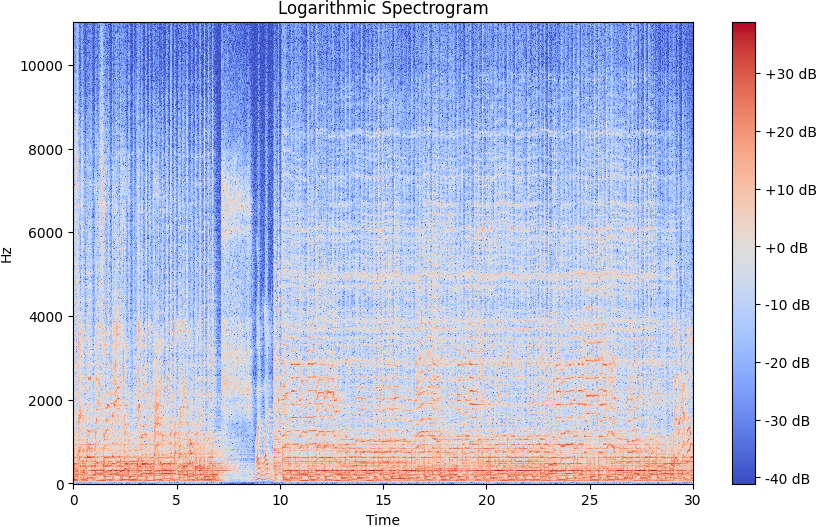 Logarithmic Spectrogram
Hz
10000
8000
6000
4000
2000
0
0 5 10 15 20 25 30
Time
+30 dB
+20 dB
+10 dB
+0 dB
-10 dB
-20 dB
-30 dB
-40 dB